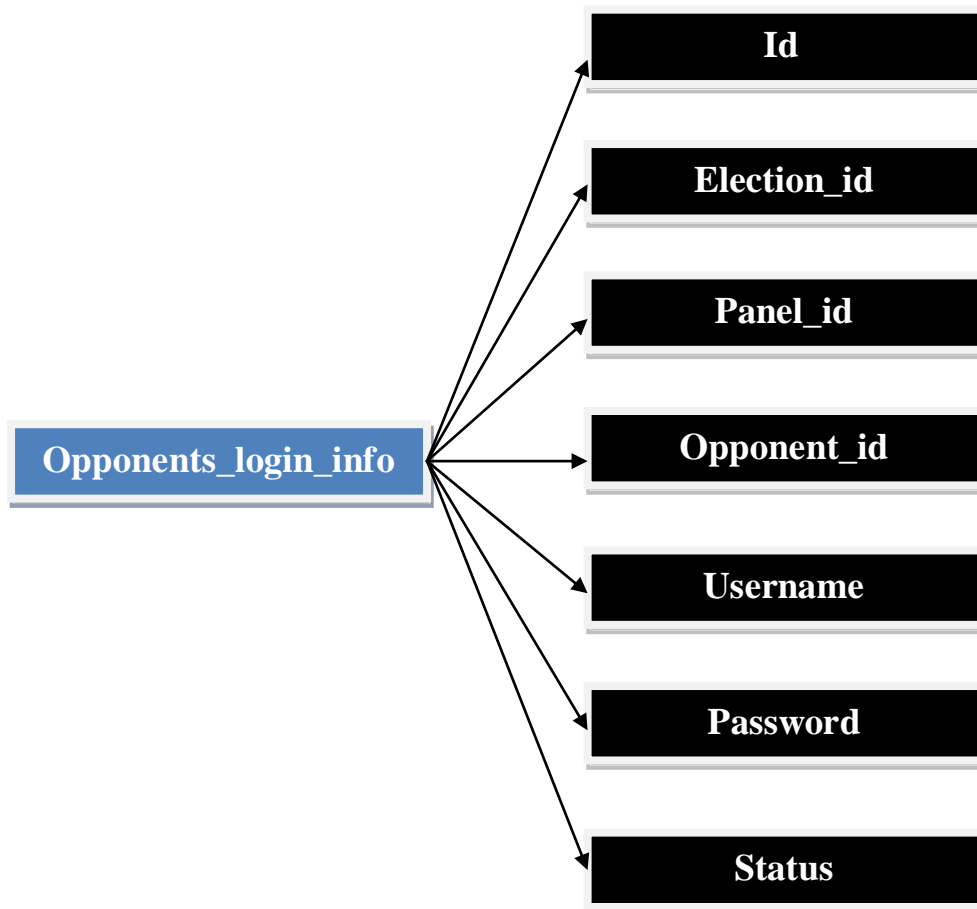 Id
Election_id
Panel_id
Opponents_login_info
Opponent_id
Username
Password
Status